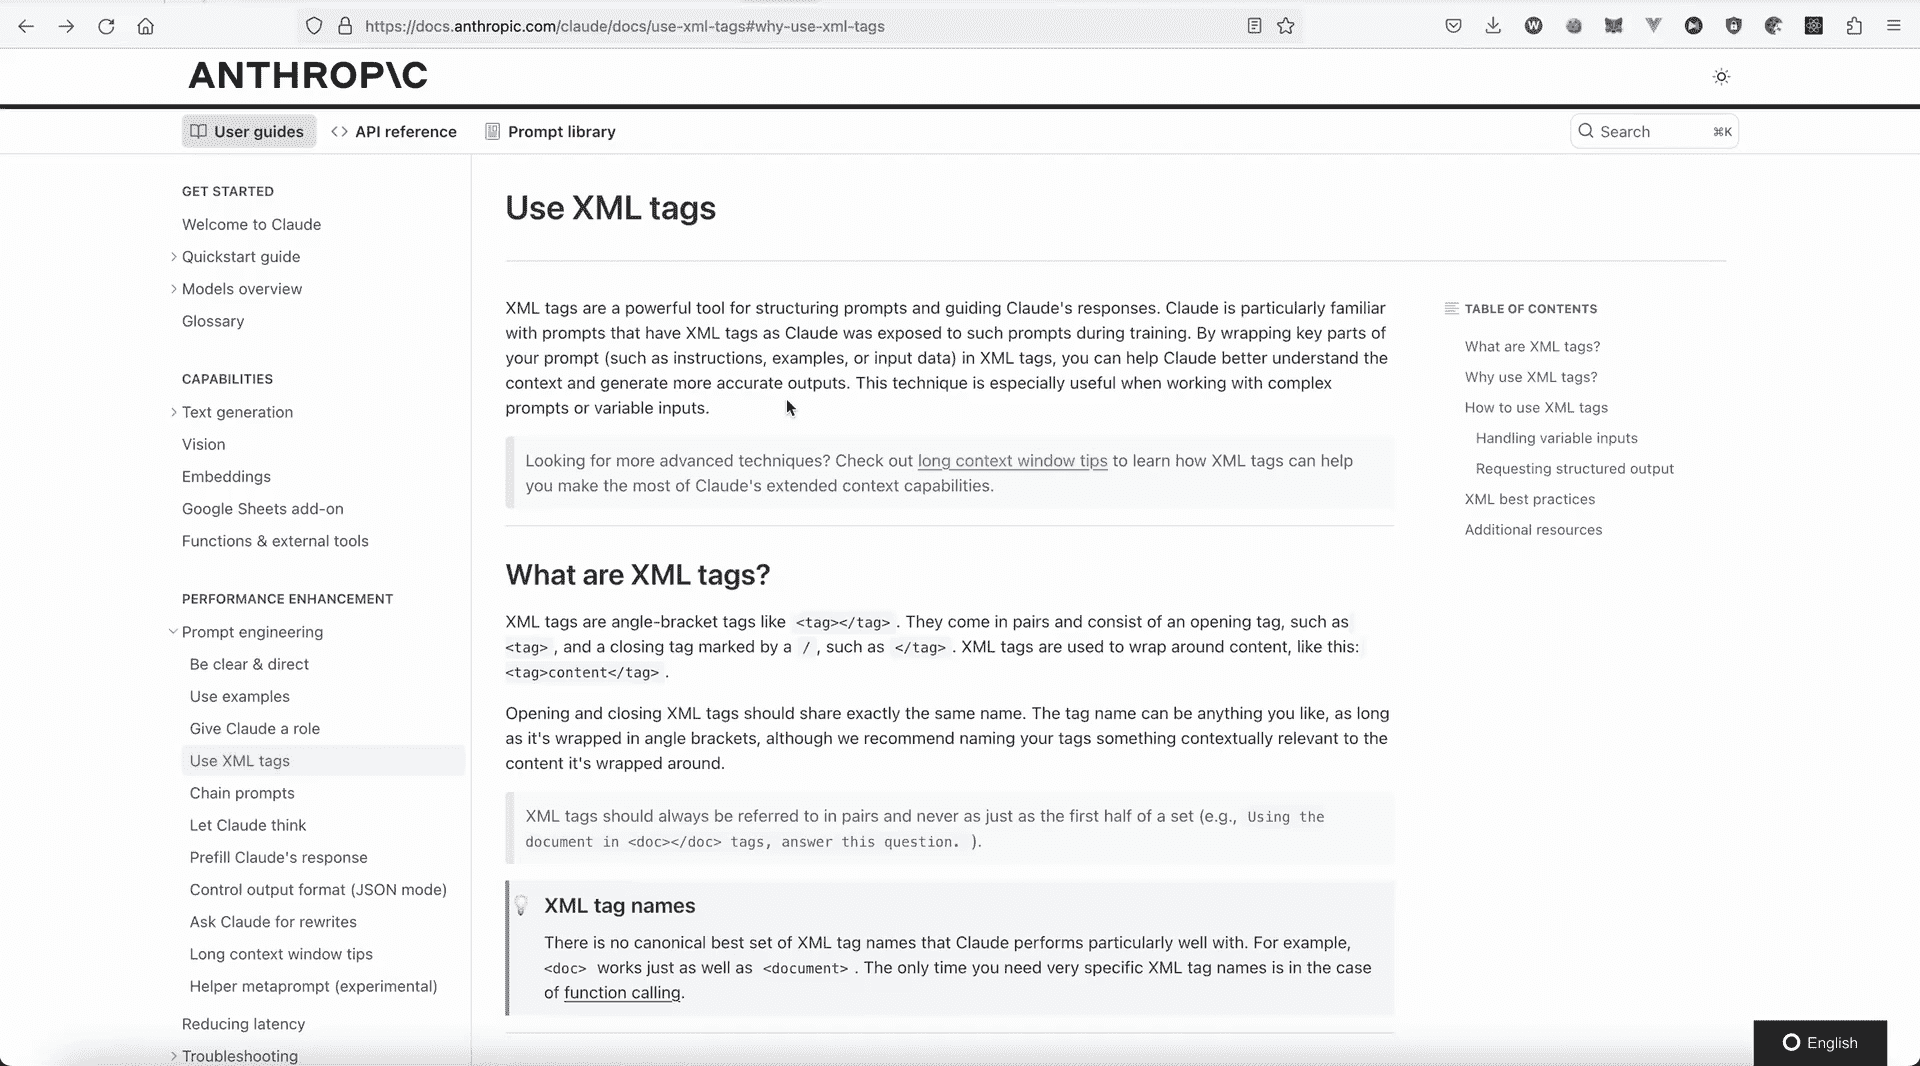 https://docs.anthropic.com/claude/docs/use-xml-tags#why-use-xml-tags
W
ANTHROP\C
User guides
<> API reference
Prompt library
Search ⌘K
GET STARTED
Welcome to Claude
Quickstart guide
Models overview
Glossary
CAPABILITIES
Text generation
Vision
Embeddings
Google Sheets add-on
Functions & external tools
PERFORMANCE ENHANCEMENT
Prompt engineering
Be clear & direct
Use examples
Give Claude a role
Use XML tags
Chain prompts
Let Claude think
Prefill Claude's response
Control output format (JSON mode)
Ask Claude for rewrites
Long context window tips
Helper metaprompt (experimental)
Reducing latency
Troubleshooting
Use XML tags
XML tags are a powerful tool for structuring prompts and guiding Claude's responses. Claude is particularly familiar
with prompts that have XML tags as Claude was exposed to such prompts during training. By wrapping key parts of
your prompt (such as instructions, examples, or input data) in XML tags, you can help Claude better understand the
context and generate more accurate outputs. This technique is especially useful when working with complex
prompts or variable inputs.
Looking for more advanced techniques? Check out long context window tips to learn how XML tags can help
you make the most of Claude's extended context capabilities.
What are XML tags?
XML tags are angle-bracket tags like <tag></tag> . They come in pairs and consist of an opening tag, such as
<tag> , and a closing tag marked by a / , such as </tag> . XML tags are used to wrap around content, like this:
<tag>content</tag> .
Opening and closing XML tags should share exactly the same name. The tag name can be anything you like, as long
as it's wrapped in angle brackets, although we recommend naming your tags something contextually relevant to the
content it's wrapped around.
XML tags should always be referred to in pairs and never as just as the first half of a set (e.g., Using the
document in <doc></doc> tags, answer this question. ).
XML tag names
There is no canonical best set of XML tag names that Claude performs particularly well with. For example,
<doc> works just as well as <document> . The only time you need very specific XML tag names is in the case
of function calling.
TABLE OF CONTENTS
What are XML tags?
Why use XML tags?
How to use XML tags
Handling variable inputs
Requesting structured output
XML best practices
Additional resources
English